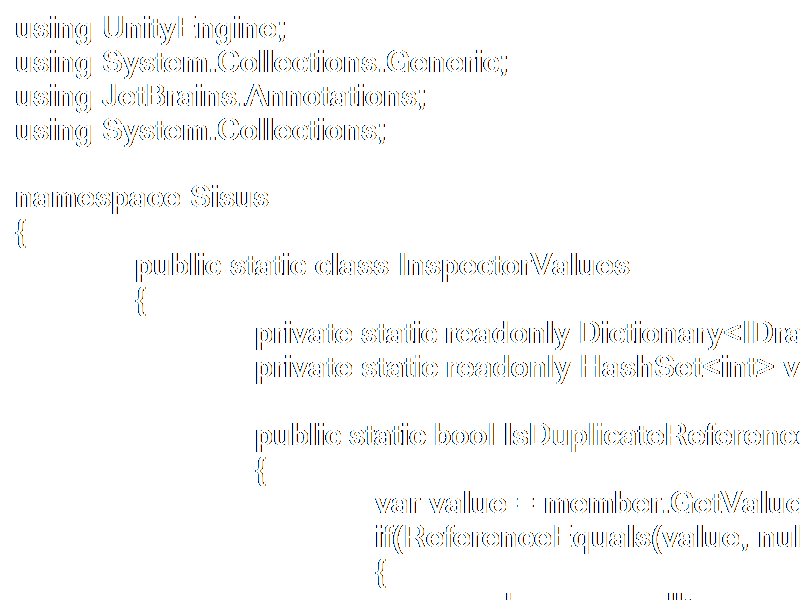 using UnityEngine;
using System.Collections.Generic;
using JetBrains.Annotations;
using System.Collections;
namespace Sisus
{
public static class InspectorValues
{
private static readonly Dictionary<IDra
private static readonly HashSet<int> v
public static bool IsDuplicateReference
{
var value = member.GetValue
if(ReferenceEquals(value, nul
{